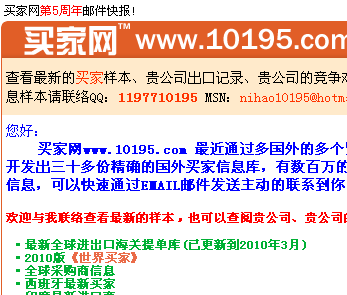 买家网第5周年邮件快报!
买家网™ www.10195.com
查看最新的买家样本、贵公司出口记录、贵公司的竞争
息样本请联络QQ: 1197710195 MSN: nihao10195@hotma
您好:
买家网www.10195.com 最近通过多国外的多个
开发出三十多份精确的国外买家信息库,有数百万的
信息,可以快速通过EMAIL邮件发送主动的联系到你
欢迎与我联络查看最新的样本,也可以查阅贵公司、贵公司的
·最新全球进出口海关提单库(已更新到2010年3月)
·2010版《世界买家》
·全球采购商信息
·西班牙最新买家